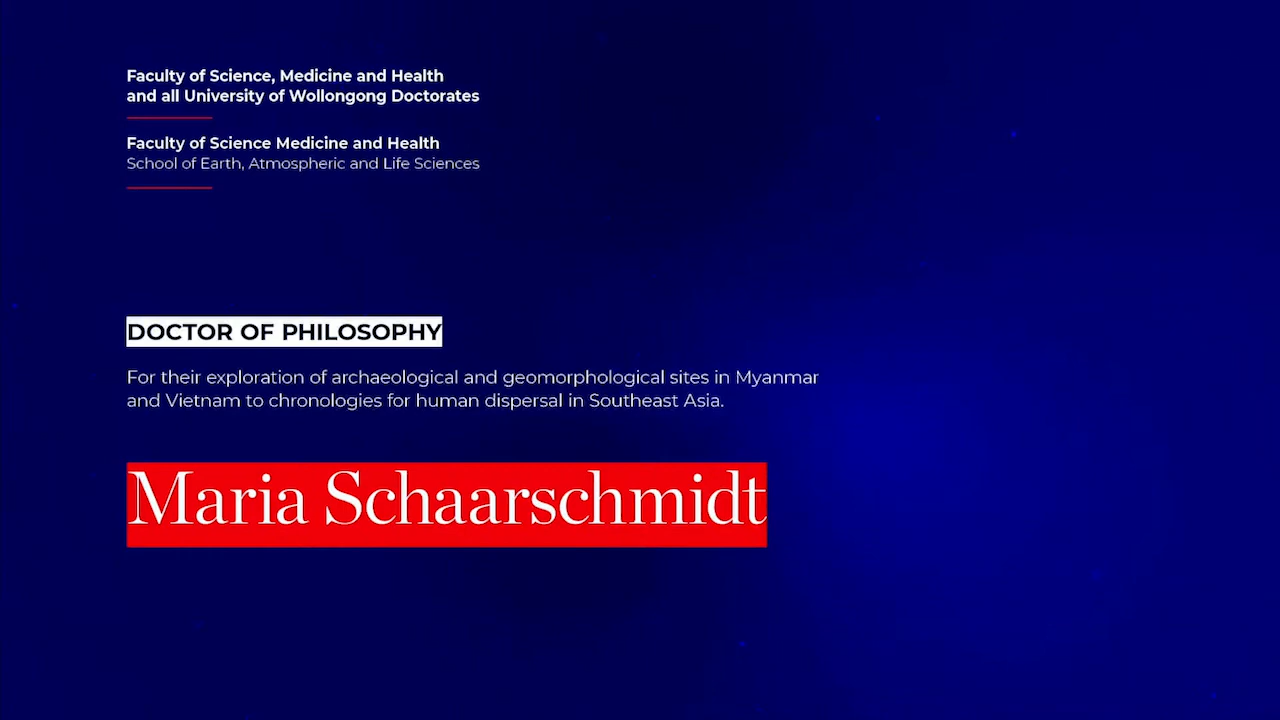 Faculty of Science, Medicine and Health
and all University of Wollongong Doctorates
Faculty of Science Medicine and Health
School of Earth, Atmospheric and Life Sciences
DOCTOR OF PHILOSOPHY
For their exploration of archaeological and geomorphological sites in Myanmar
and Vietnam to chronologies for human dispersal in Southeast Asia.
Maria Schaarschmidt